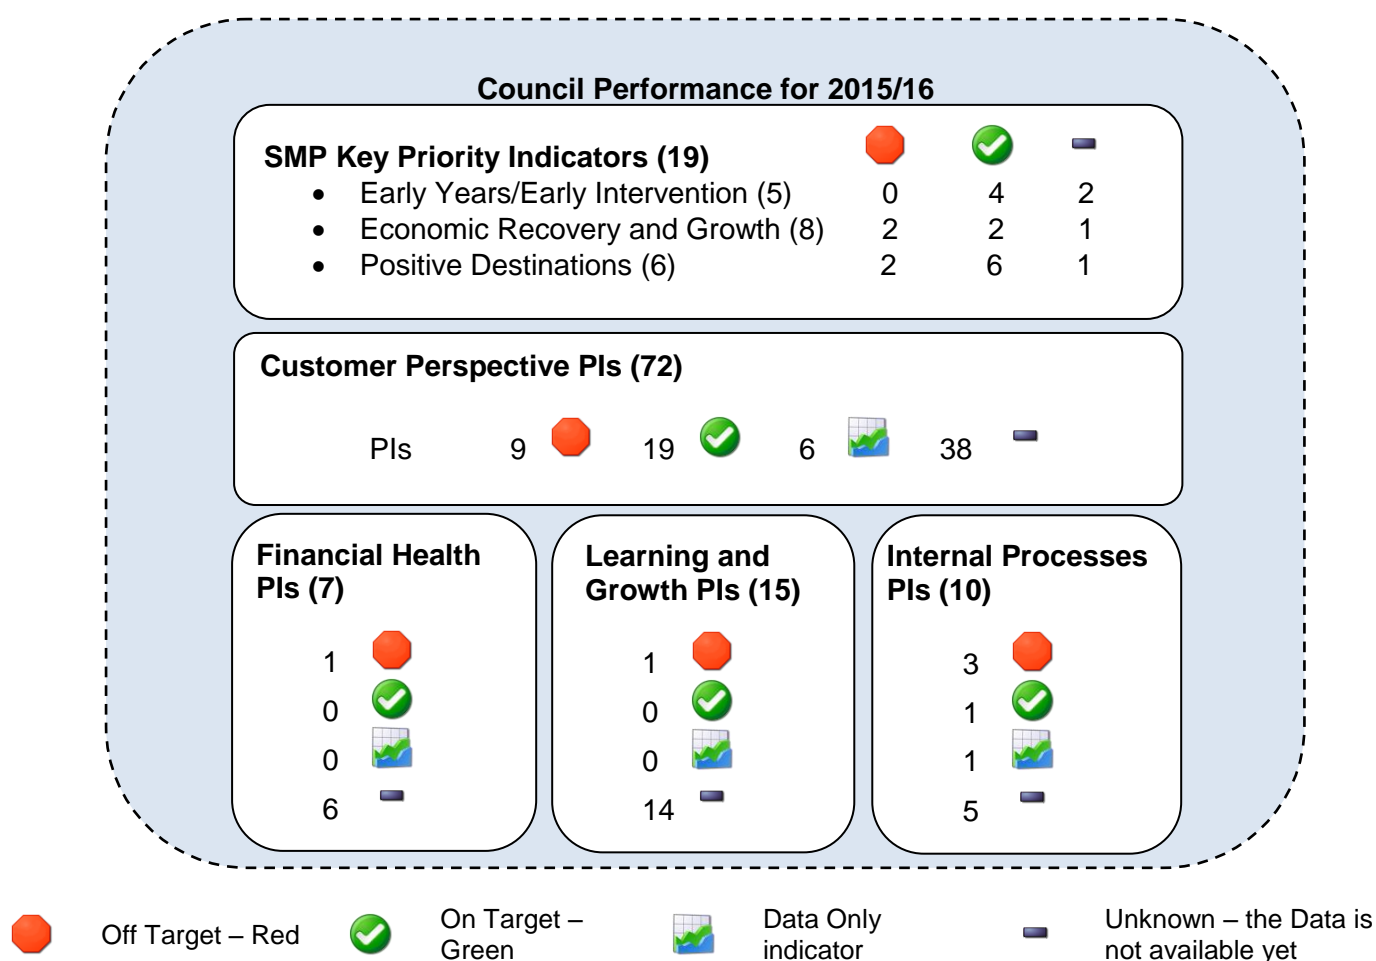 Council Performance for 2015/16
SMP Key Priority Indicators (19)
• Early Years/Early Intervention (5) 0 4 2
• Economic Recovery and Growth (8) 2 2 1
• Positive Destinations (6) 2 6 1
Customer Perspective PIs (72)
PIs 9 19 6 38
Financial Health
PIs (7)
1
0
0
6
Learning and
Growth PIs (15)
1
0
0
14
Internal Processes
PIs (10)
3
1
1
5
Off Target – Red
On Target –
Green
Data Only
indicator
Unknown – the Data is
not available yet